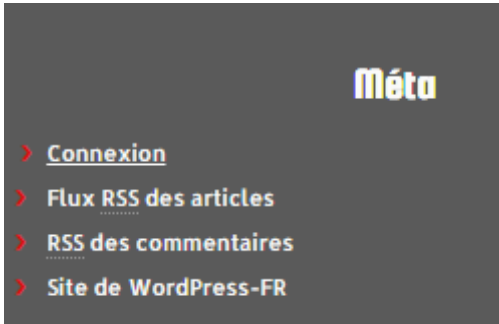 Méta
Connexion
Flux RSS des articles
RSS des commentaires
Site de WordPress-FR